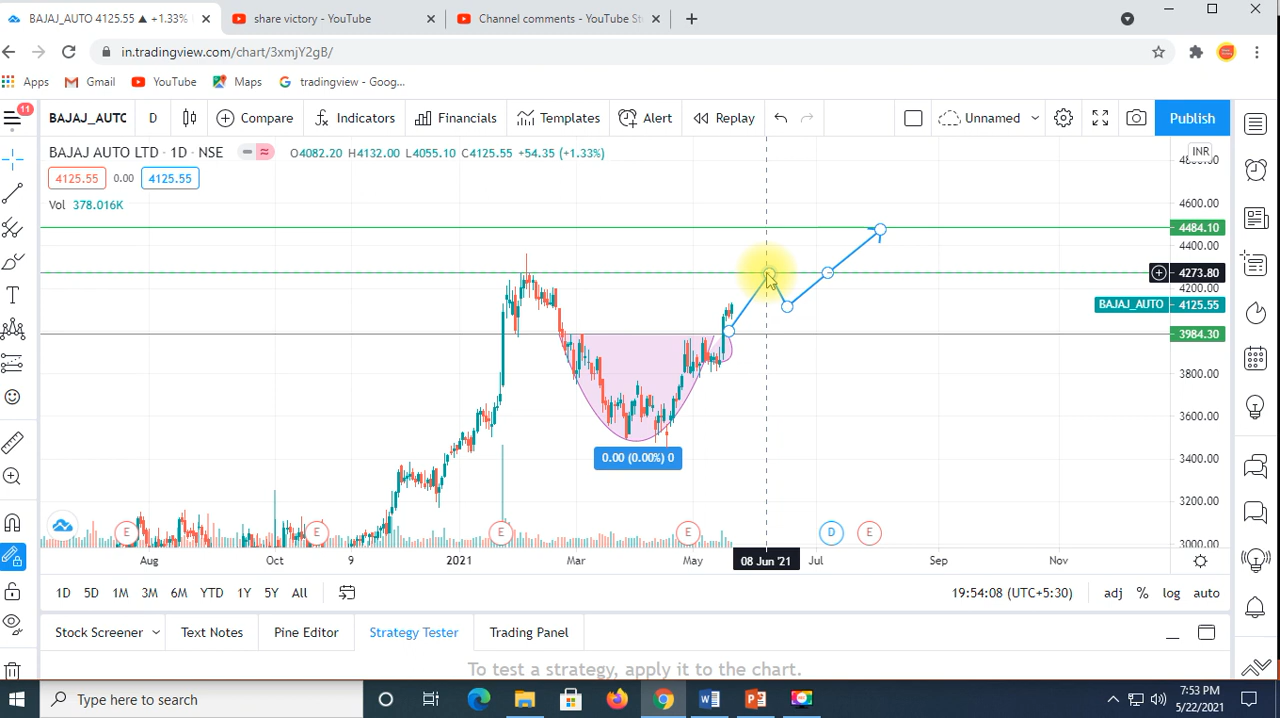 BAJAJ_AUTO 4125.55 ▲ +1.33%
share victory - YouTube
Channel comments - YouTube St
in.tradingview.com/chart/3xmjY2gB/
Apps
Gmail
YouTube
Maps
tradingview - Goog...
11
BAJAJ_AUTO
D
Compare
Indicators
Financials
Templates
Alert
Replay
Unnamed
Publish
BAJAJ AUTO LTD · 1D · NSE
O4082.20 H4132.00 L4055.10 C4125.55 +54.35 (+1.33%)
INR
4125.55
0.00
4125.55
Vol 378.016K
4600.00
4484.10
4400.00
4273.80
4200.00
BAJAJ_AUTO 4125.55
3984.30
3800.00
3600.00
0.00 (0.00%) 0
3400.00
3200.00
E
E
E
E
D
E
3000.00
Aug
Oct
9
2021
Mar
May
08 Jun '21
Jul
Sep
Nov
1D
5D
1M
3M
6M
YTD
1Y
5Y
All
19:54:08 (UTC+5:30)
adj
%
log
auto
Stock Screener
Text Notes
Pine Editor
Strategy Tester
Trading Panel
To test a strategy, apply it to the chart.
Type here to search
7:53 PM
5/22/2021